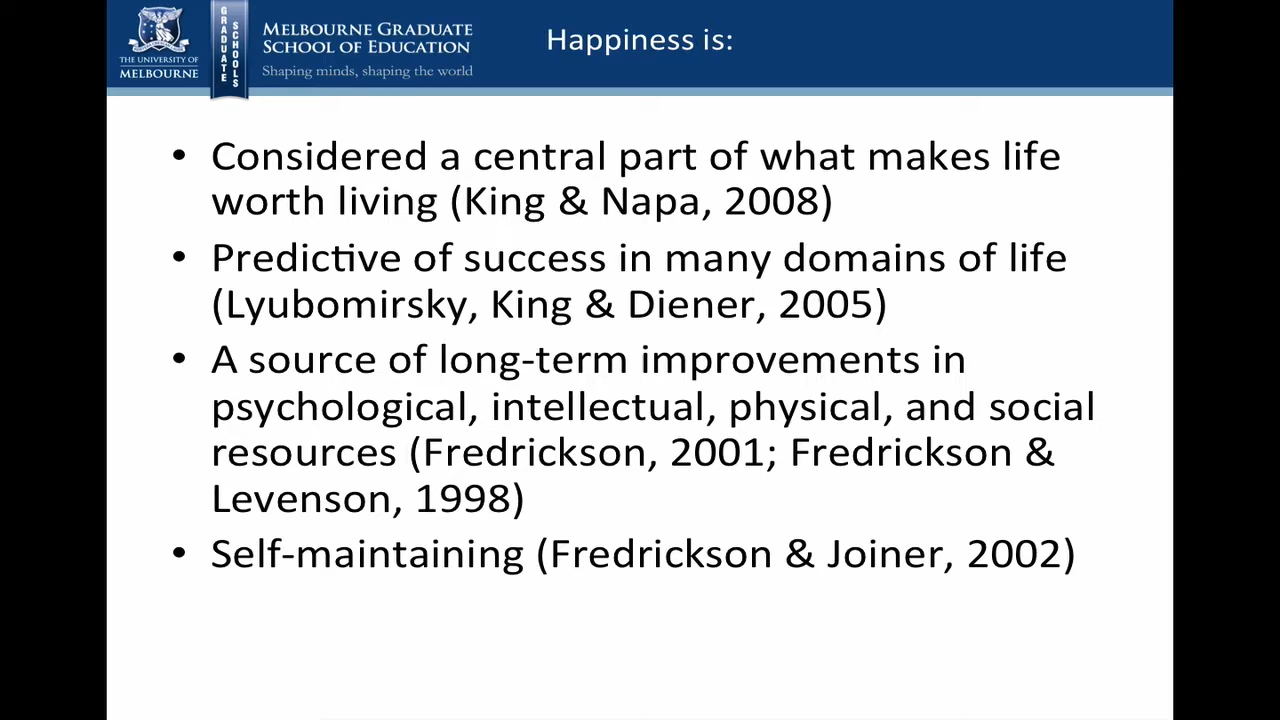 THE UNIVERSITY OF
MELBOURNE
GRADUATE
SCHOOLS
MELBOURNE GRADUATE
SCHOOL OF EDUCATION
Shaping minds, shaping the world
Happiness is:
• Considered a central part of what makes life
worth living (King & Napa, 2008)
• Predictive of success in many domains of life
(Lyubomirsky, King & Diener, 2005)
• A source of long-term improvements in
psychological, intellectual, physical, and social
resources (Fredrickson, 2001; Fredrickson &
Levenson, 1998)
• Self-maintaining (Fredrickson & Joiner, 2002)